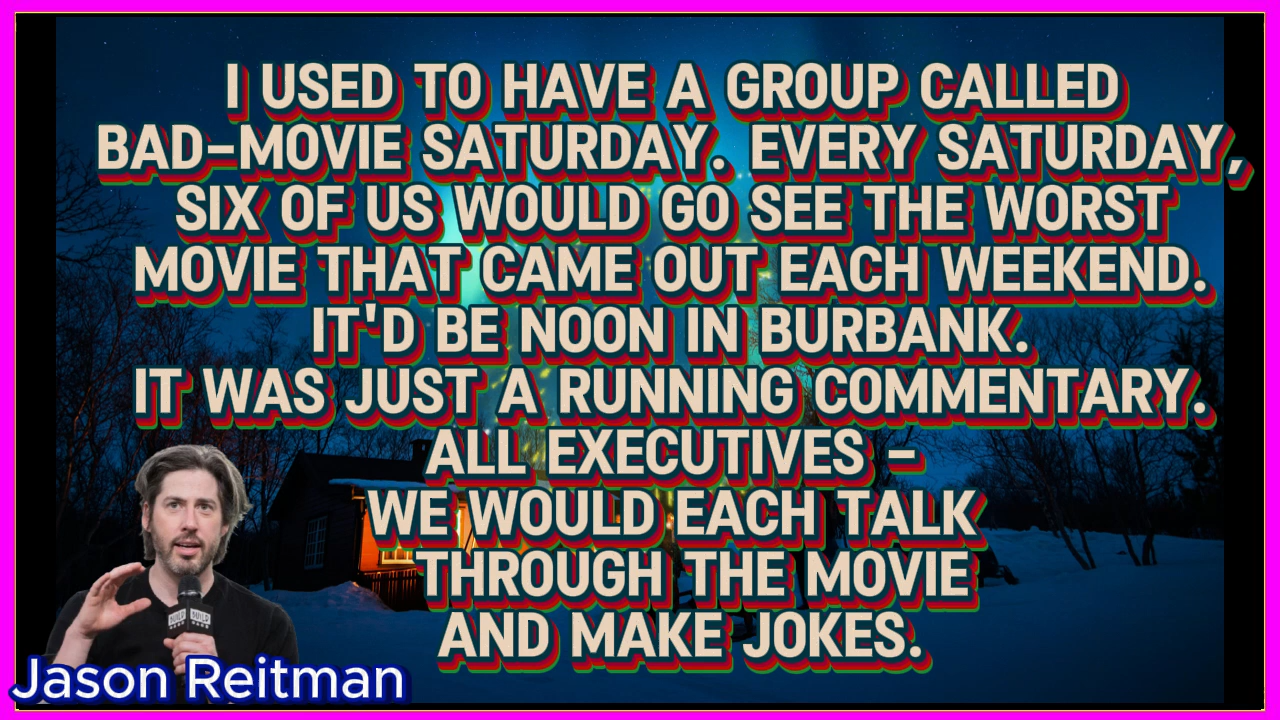 I USED TO HAVE A GROUP CALLED
BAD-MOVIE SATURDAY. EVERY SATURDAY,
SIX OF US WOULD GO SEE THE WORST
MOVIE THAT CAME OUT EACH WEEKEND.
IT'D BE NOON IN BURBANK.
IT WAS JUST A RUNNING COMMENTARY.
ALL EXECUTIVES -
WE WOULD EACH TALK
THROUGH THE MOVIE
AND MAKE JOKES.
Jason Reitman